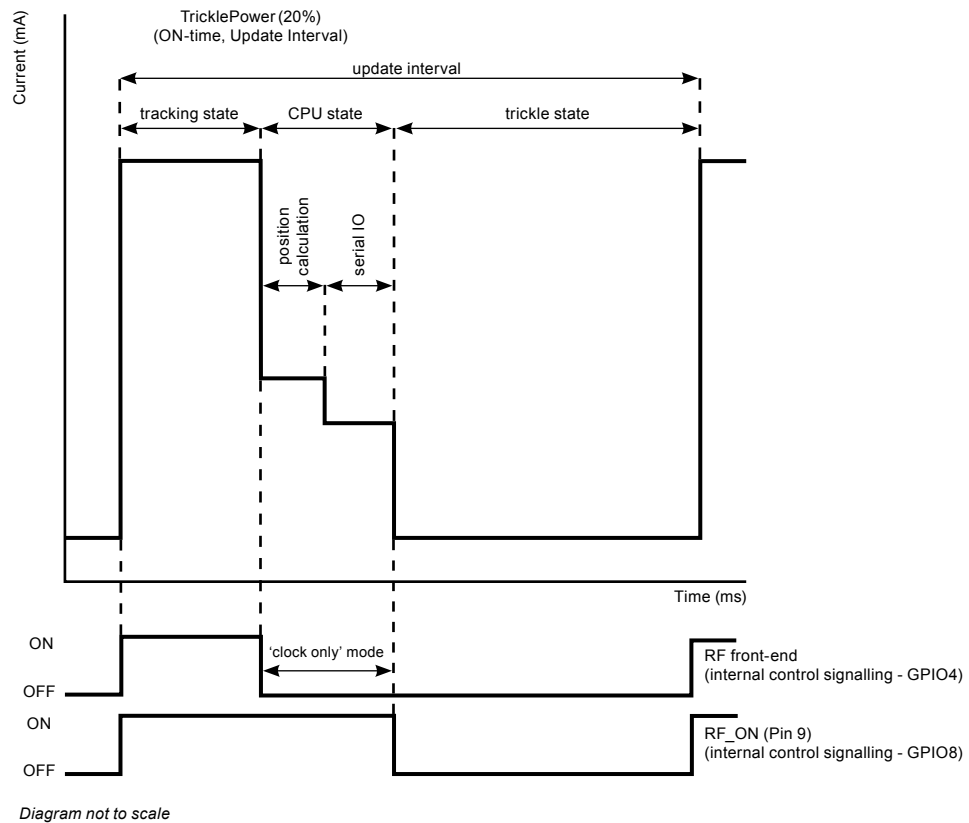 TricklePower (20%)
(ON-time, Update Interval)
Current (mA)
update interval
tracking state
CPU state
trickle state
position
calculation
serial IO
Time (ms)
ON
OFF
'clock only' mode
RF front-end
(internal control signalling - GPIO4)
ON
OFF
RF_ON (Pin 9)
(internal control signalling - GPIO8)
Diagram not to scale